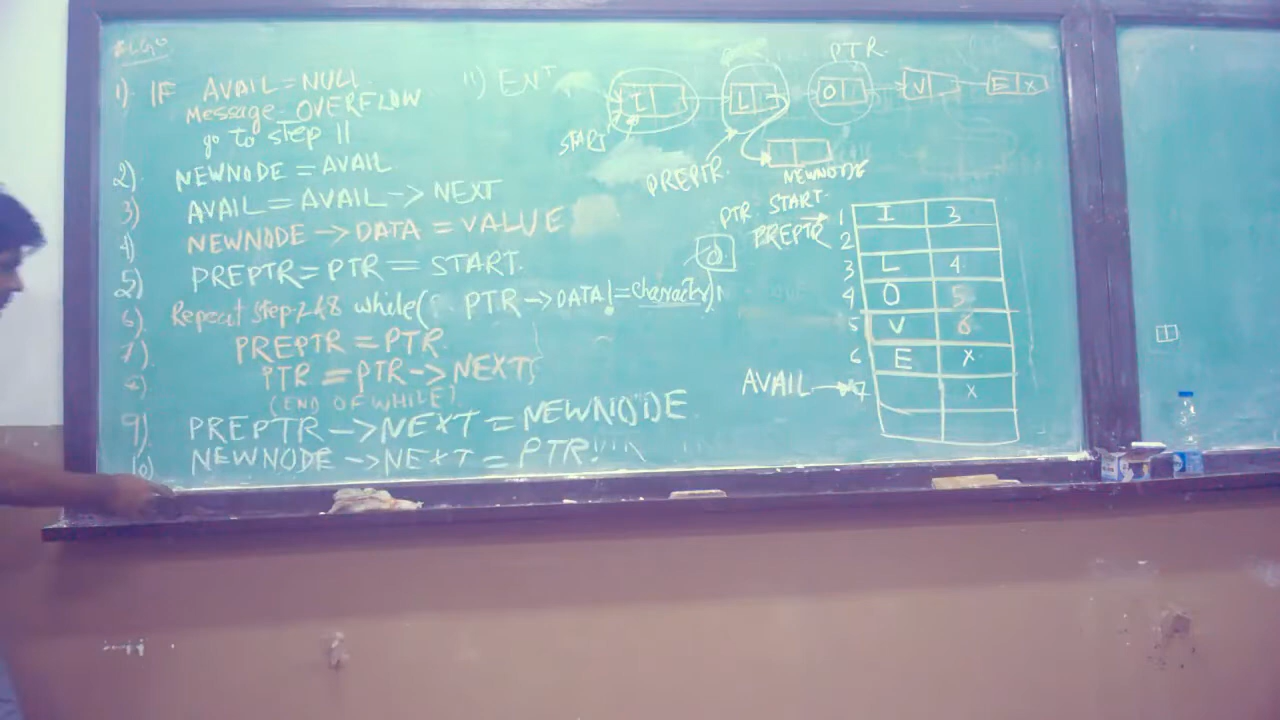 ALGO
1) IF AVAIL = NULL
Message_OVERFLOW
go to step 11
2) NEWNODE = AVAIL
3) AVAIL = AVAIL -> NEXT
4) NEWNODE -> DATA = VALUE
5) PREPTR = PTR = START.
6) Repeat Step 7 & 8 while( PTR -> DATA != character)
7) PREPTR = PTR.
8) PTR = PTR -> NEXT
(END OF WHILE)
9) PREPTR -> NEXT = NEWNODE
10) NEWNODE -> NEXT = PTR
11) EXIT
PTR
I L O V E X
START
PREPTR.
NEWNODE
PTR START
PREPTR
'O'
1 I 3
2
3 L 4
4 O 5
5 V 6
6 E X
AVAIL -> 7 X